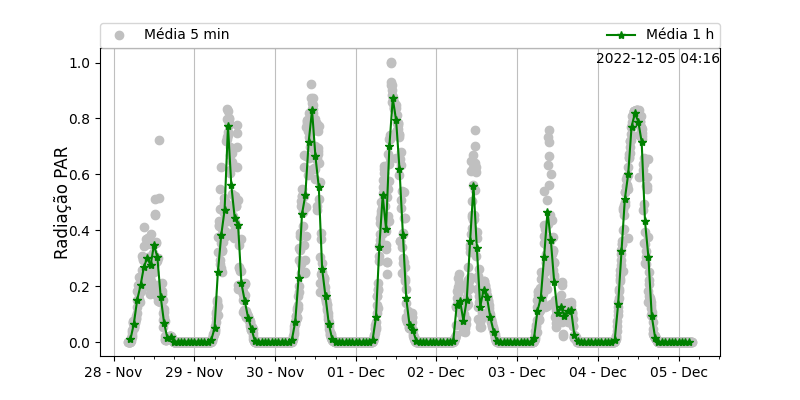 Média 5 min
Média 1 h
2022-12-05 04:16
Radiação PAR
1.0
0.8
0.6
0.4
0.2
0.0
28 - Nov
29 - Nov
30 - Nov
01 - Dec
02 - Dec
03 - Dec
04 - Dec
05 - Dec